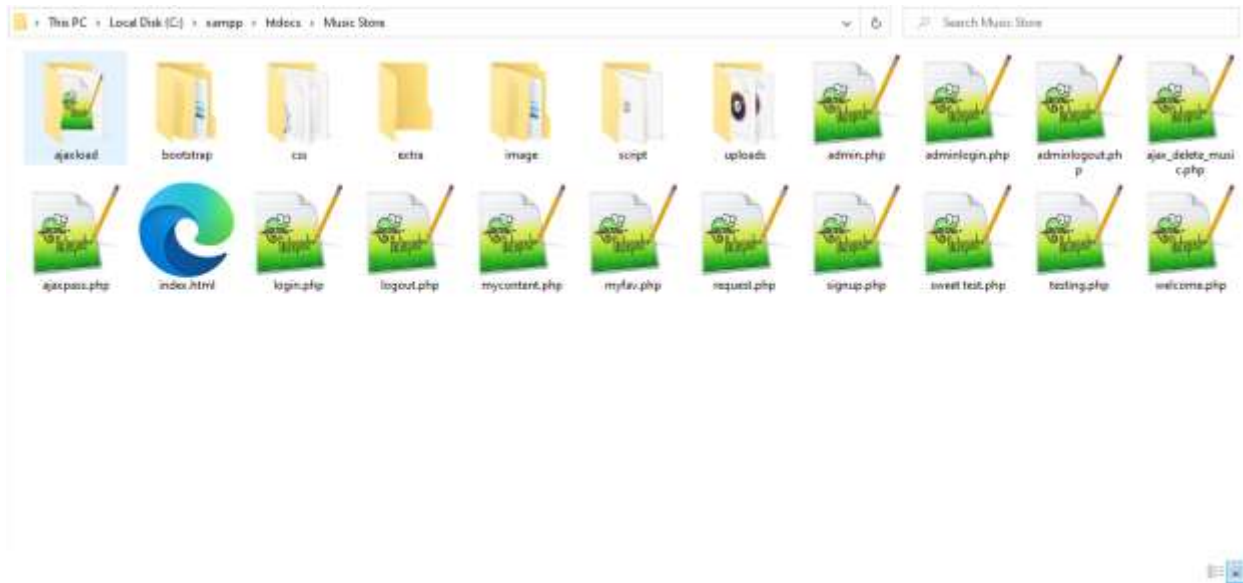 This PC › Local Disk (C:) › xampp › htdocs › Music Store
Search Music Store
ajaxload
bootstrap
css
extra
image
script
uploads
admin.php
adminlogin.php
adminlogout.ph
p
ajax_delete_musi
c.php
ajaxpass.php
index.html
login.php
logout.php
mycontent.php
myfav.php
request.php
signup.php
sweet test.php
testing.php
welcome.php